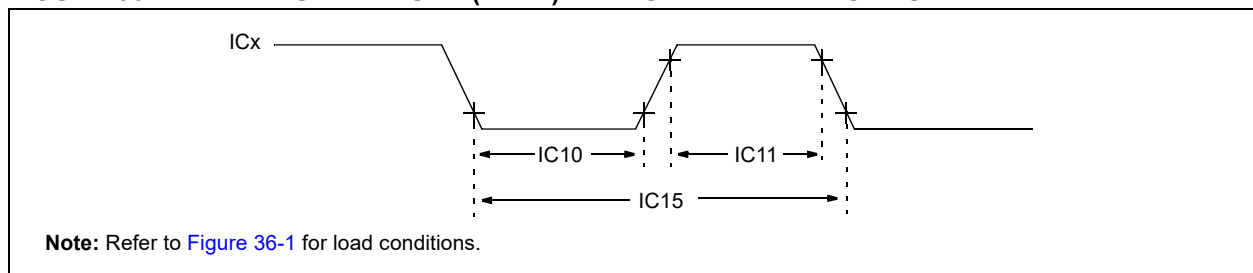 ICx
IC10
IC11
IC15
Note: Refer to Figure 36-1 for load conditions.